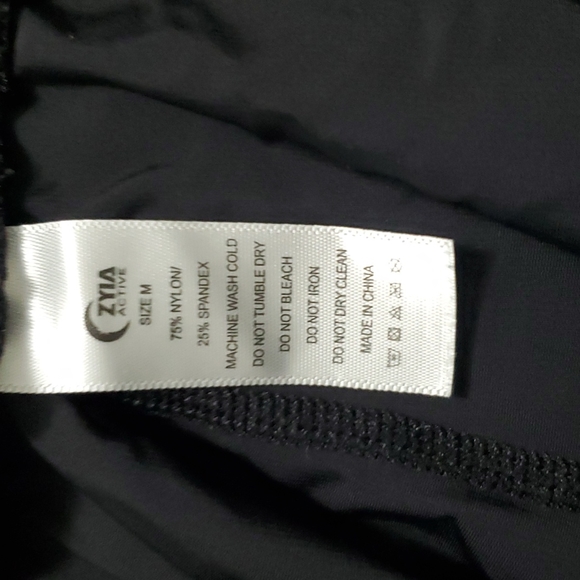 ZYIA
ACTIVE
SIZE M
75% NYLON/
25% SPANDEX
MACHINE WASH COLD
DO NOT TUMBLE DRY
DO NOT BLEACH
DO NOT IRON
DO NOT DRY CLEAN
MADE IN CHINA